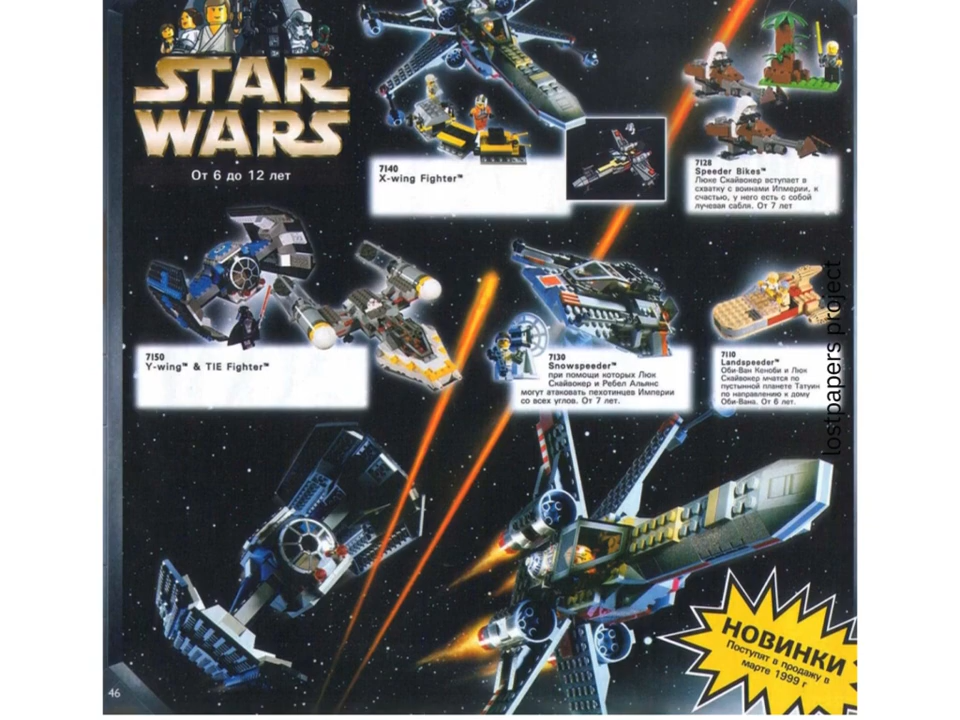 STAR
WARS
От 6 до 12 лет
7140
X-wing Fighter™
7128
Speeder Bikes™
Люке Скайвокер вступает в
схватку с воинами Ипмерии, к
счастью, у него есть с собой
лучевая сабля. От 7 лет
7150
Y-wing™ & TIE Fighter™
7130
Snowspeeder™
при помощи которых Люк
Скайвокер и Ребел Альянс
могут атаковать пехотинцев Империи
со всех углов. От 7 лет.
7110
Landspeeder™
Оби-Ван Кеноби и Люк
Скайвокер мчатся по
пустынной планете Татуин
по направлению к дому
Оби-Вана. От 6 лет.
lostpapers project
НОВИНКИ
Поступят в продажу в
марте 1999 г
46